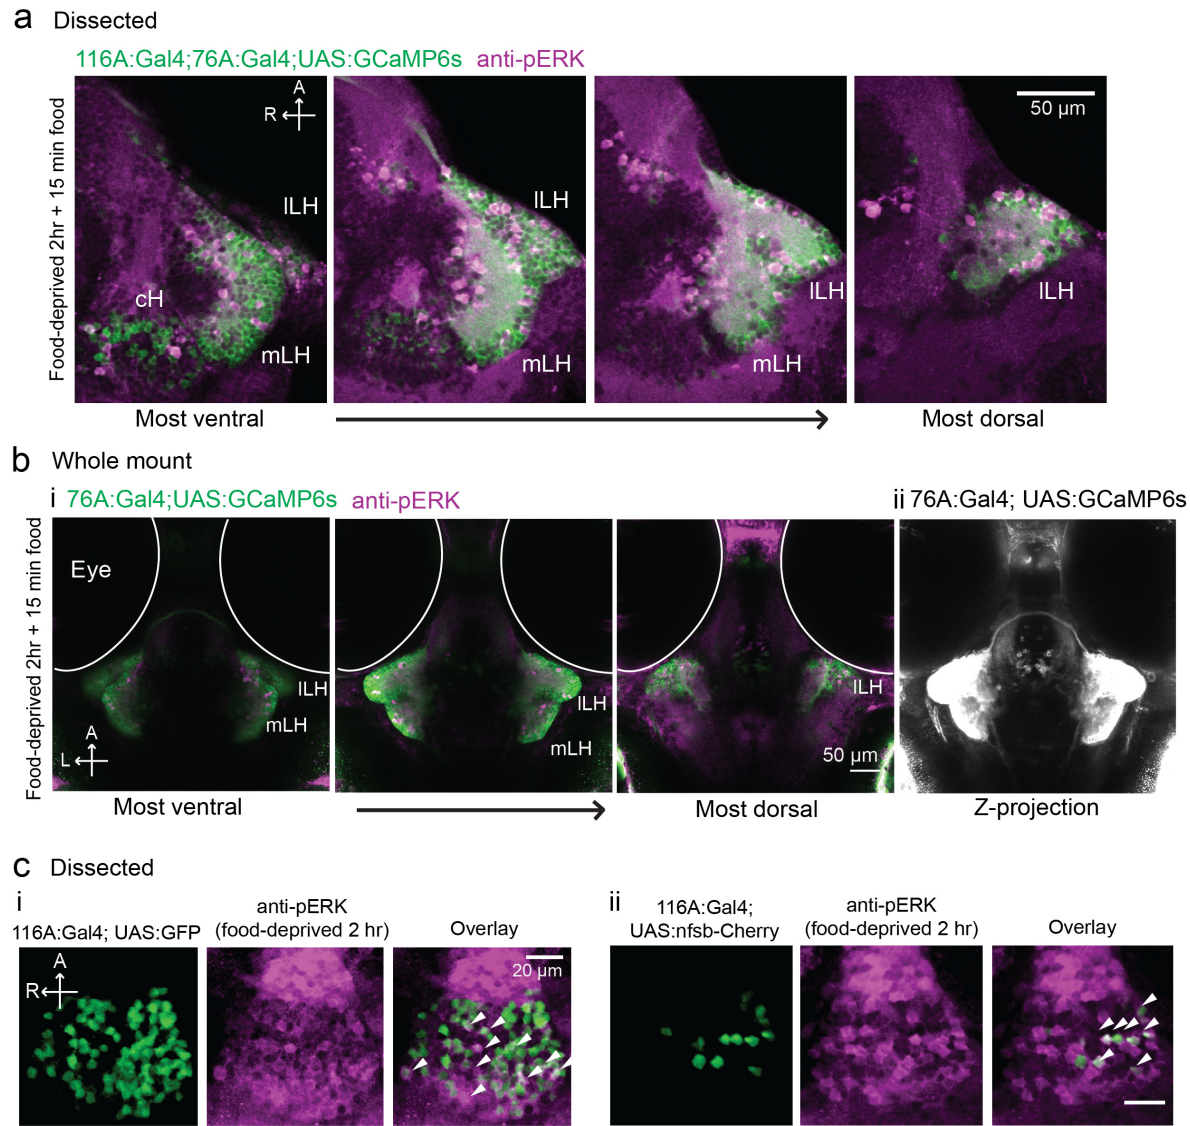 a Dissected
116A:Gal4;76A:Gal4;UAS:GCaMP6s anti-pERK
Food-deprived 2hr + 15 min food
A
R
lLH
cH
mLH
lLH
mLH
lLH
mLH
50 µm
lLH
Most ventral
Most dorsal
b Whole mount
i 76A:Gal4;UAS:GCaMP6s anti-pERK
ii 76A:Gal4; UAS:GCaMP6s
Food-deprived 2hr + 15 min food
Eye
lLH
mLH
A
L
lLH
mLH
lLH
50 µm
Most ventral
Most dorsal
Z-projection
c Dissected
i
116A:Gal4; UAS:GFP
anti-pERK
(food-deprived 2 hr)
Overlay
A
R
20 µm
ii
116A:Gal4;
UAS:nfsb-Cherry
anti-pERK
(food-deprived 2 hr)
Overlay